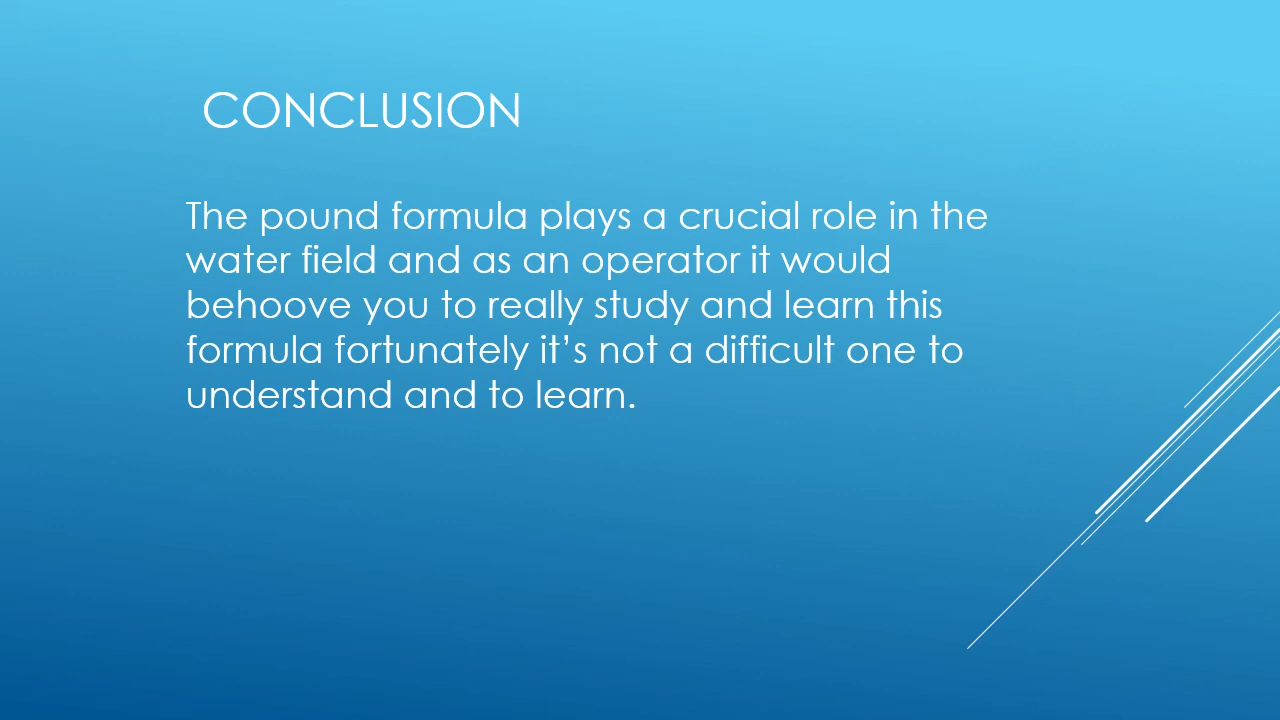 CONCLUSION
The pound formula plays a crucial role in the
water field and as an operator it would
behoove you to really study and learn this
formula fortunately it’s not a difficult one to
understand and to learn.